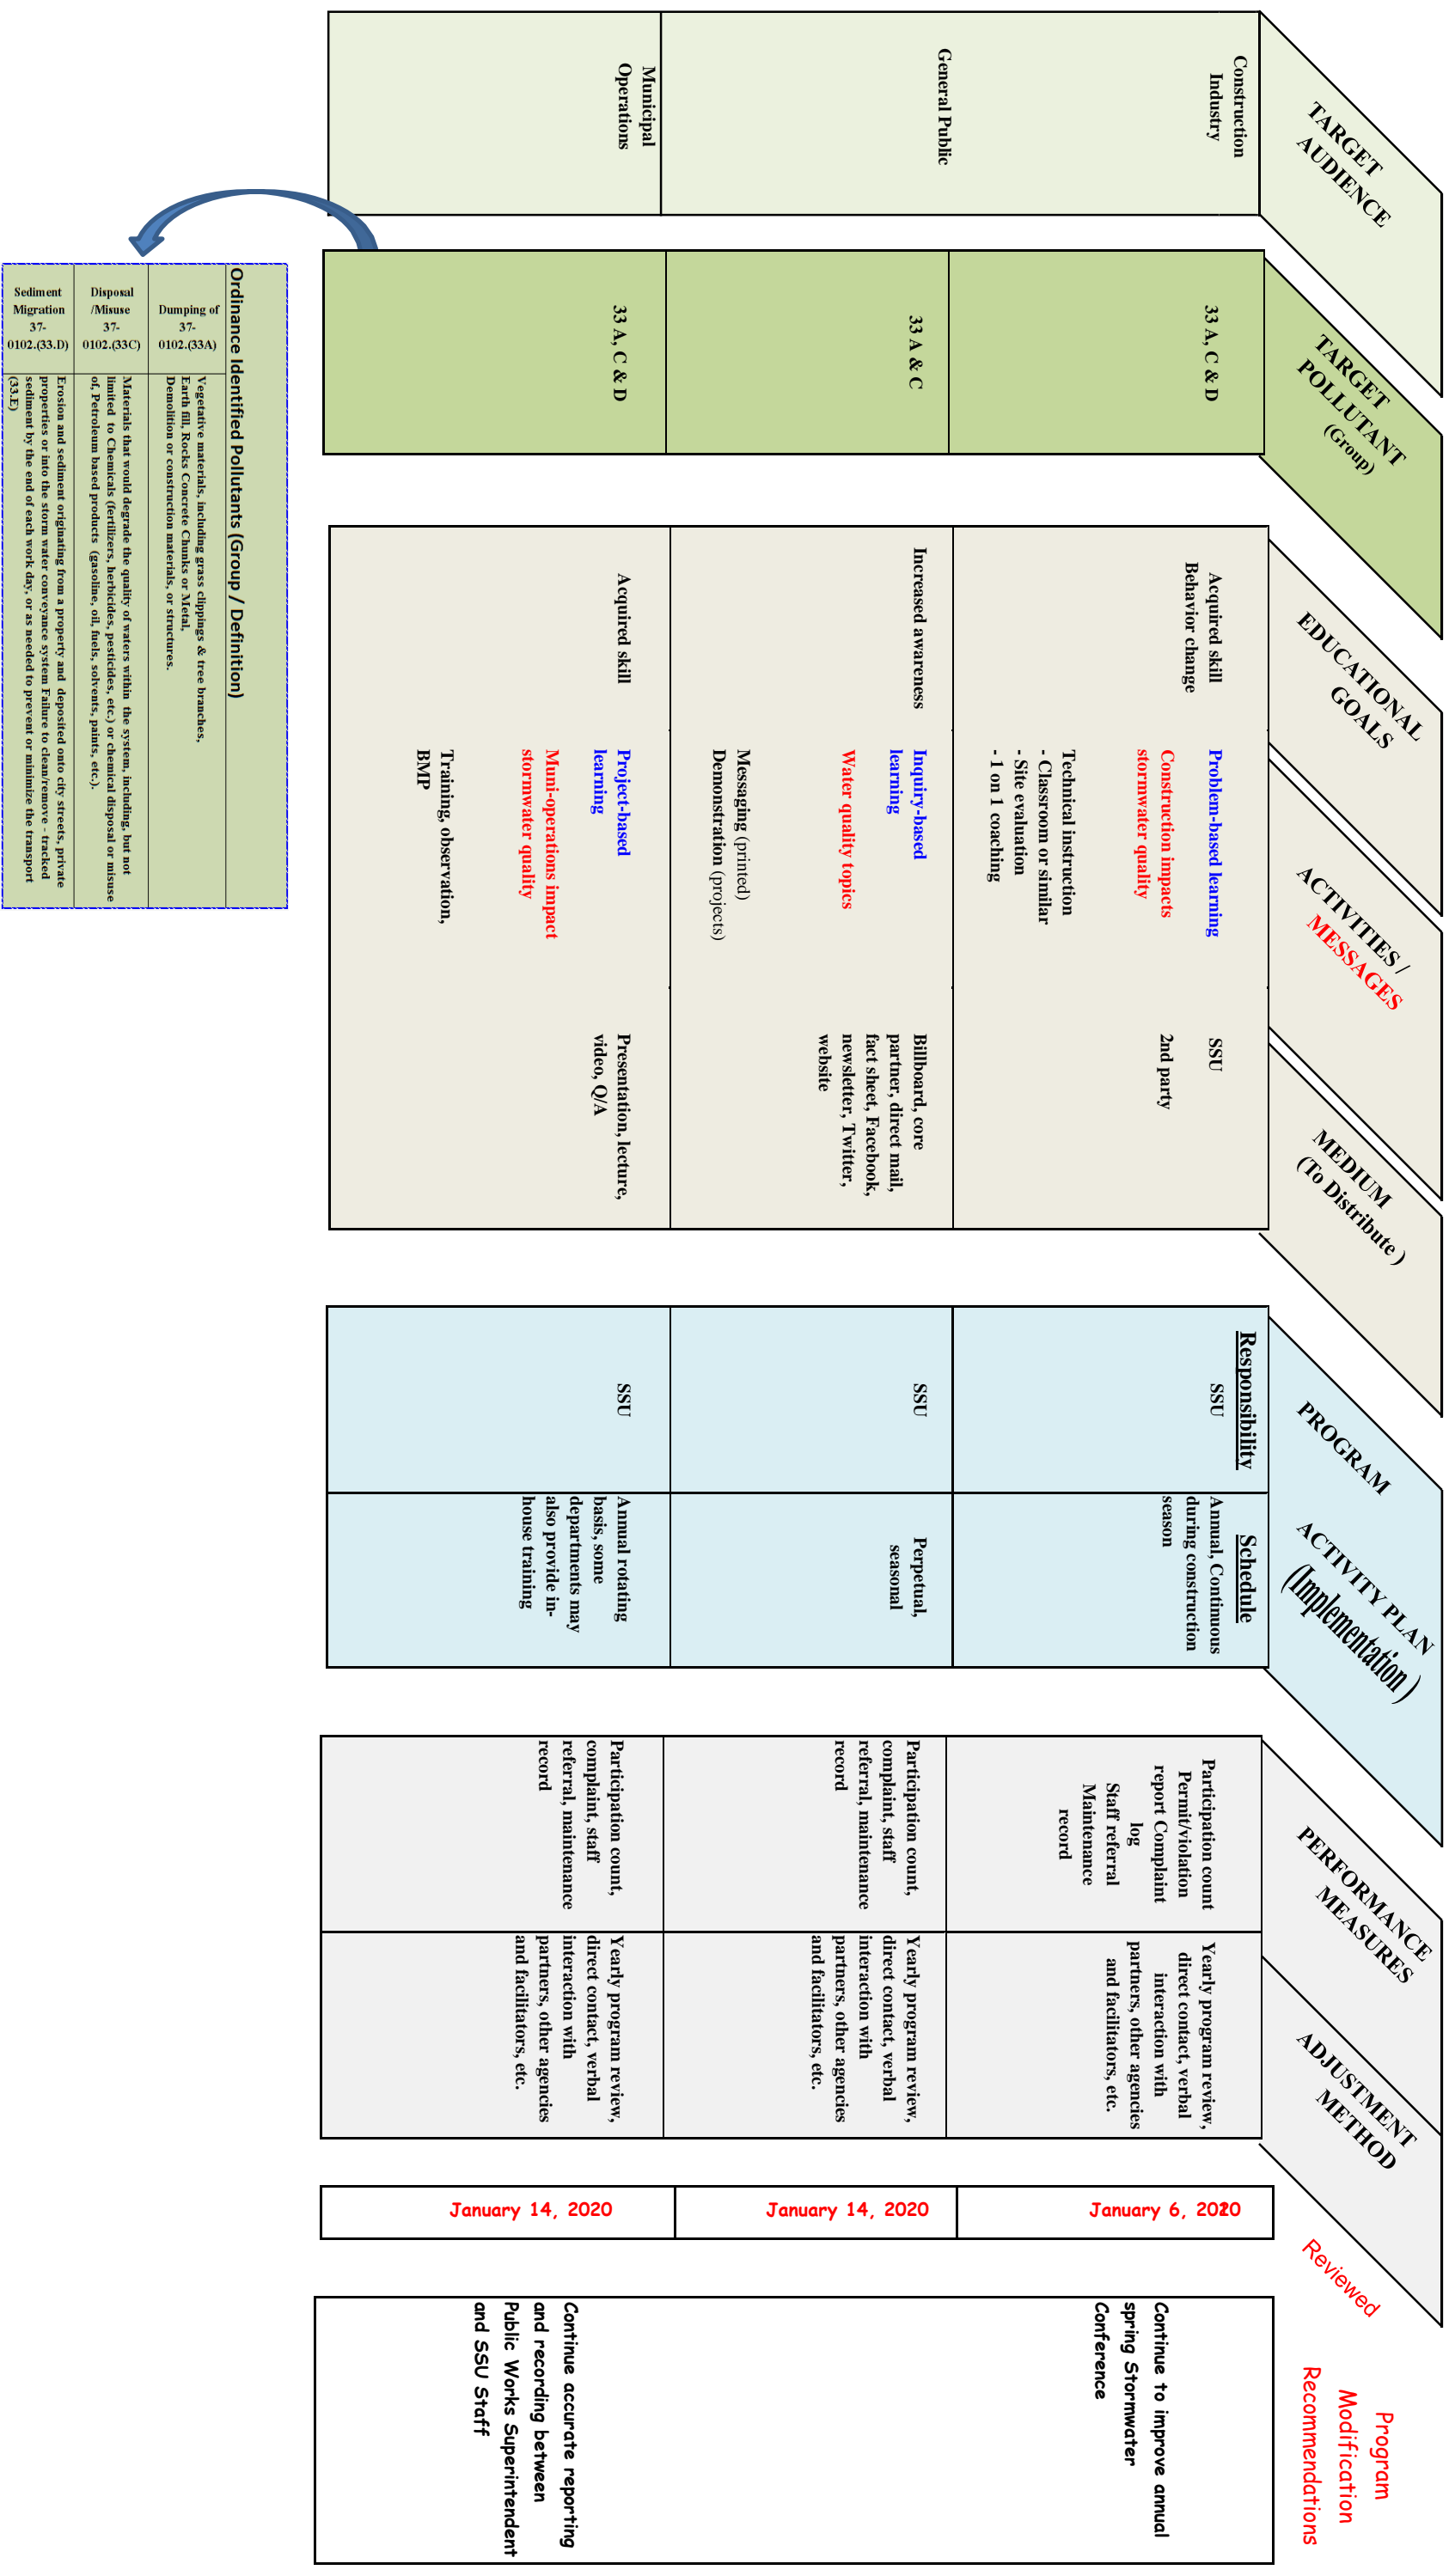 TARGET
AUDIENCE
TARGET
POLLUTANT
(Group)
EDUCATIONAL
GOALS
ACTIVITIES /
MESSAGES
MEDIUM
(To Distribute )
PROGRAM
ACTIVITY PLAN
(Implementation )
PERFORMANCE
MEASURES
ADJUSTMENT
METHOD
Reviewed
Program
Modification
Recommendations
Construction
Industry
33 A, C & D
Acquired skill
Behavior change
Problem-based learning
Construction impacts
stormwater quality
Technical instruction
- Classroom or similar
- Site evaluation
- 1 on 1 coaching
SSU
2nd party
Responsibility
SSU
Schedule
Annual, Continuous
during construction
season
Participation count
Permit/violation
report Complaint
log
Staff referral
Maintenance
record
Yearly program review,
direct contact, verbal
interaction with
partners, other agencies
and facilitators, etc.
January 6, 2020
Continue to improve annual
spring Stormwater
Conference
General Public
33 A & C
Increased awareness
Inquiry-based
learning
Water quality topics
Messaging (printed)
Demonstration (projects)
Billboard, core
partner, direct mail,
fact sheet, Facebook,
newsletter, Twitter,
website
SSU
Perpetual,
seasonal
Participation count,
complaint, staff
referral, maintenance
record
Yearly program review,
direct contact, verbal
interaction with
partners, other agencies
and facilitators, etc.
January 14, 2020
Municipal
Operations
33 A, C & D
Acquired skill
Project-based
learning
Muni-operations impact
stormwater quality
Training, observation,
BMP
Presentation, lecture,
video, Q/A
SSU
Annual rotating
basis, some
departments may
also provide in-
house training
Participation count,
complaint, staff
referral, maintenance
record
Yearly program review,
direct contact, verbal
interaction with
partners, other agencies
and facilitators, etc.
January 14, 2020
Continue accurate reporting
and recording between
Public Works Superintendent
and SSU Staff
Ordinance Identified Pollutants (Group / Definition)
Dumping of
37-
0102.(33A)
Vegetative materials, including grass clippings & tree branches,
Earth fill, Rocks Concrete Chunks or Metal,
Demolition or construction materials, or structures.
Disposal
/Misuse
37-
0102.(33C)
Materials that would degrade the quality of waters within the system, including, but not
limited to Chemicals (fertilizers, herbicides, pesticides, etc.) or chemical disposal or misuse
of, Petroleum based products (gasoline, oil, fuels, solvents, paints, etc.).
Sediment
Migration
37-
0102.(33.D)
Erosion and sediment originating from a property and deposited onto city streets, private
properties or into the storm water conveyance system Failure to clean/remove - tracked
sediment by the end of each work day, or as needed to prevent or minimize the transport
(33.E)